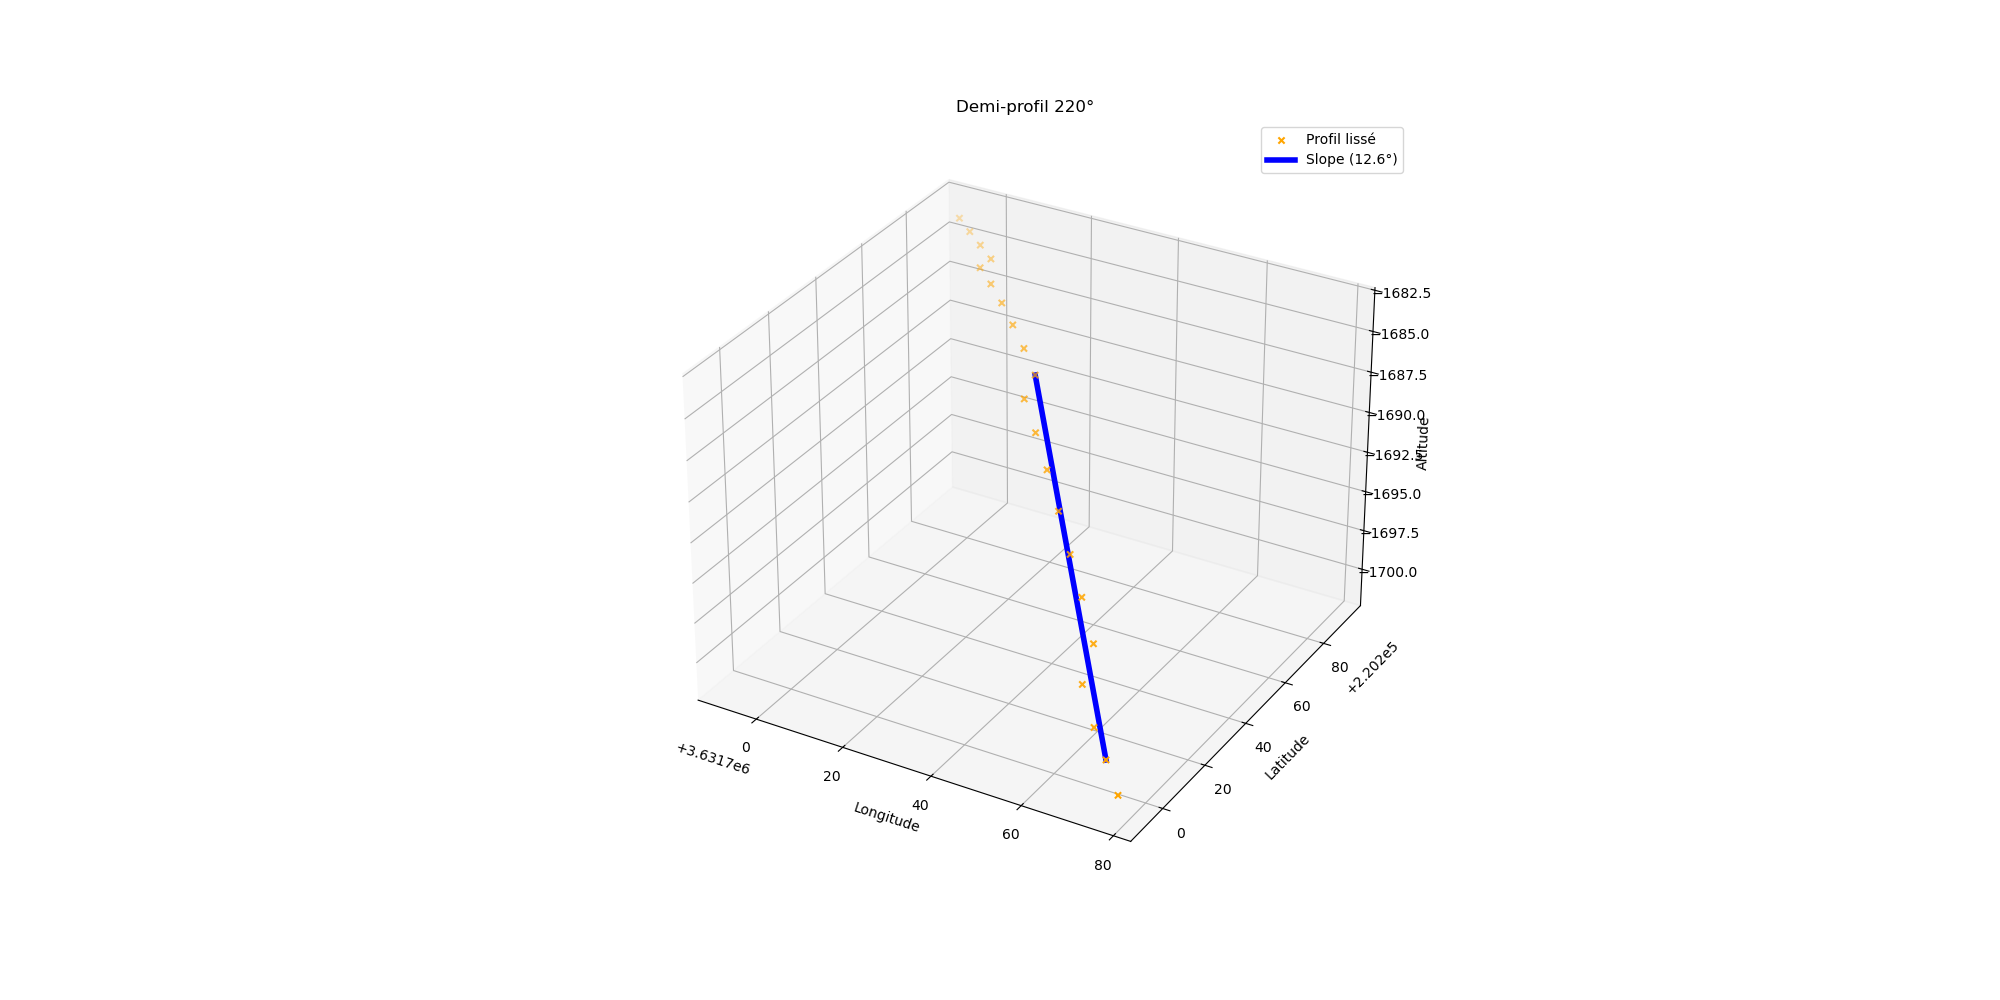 Demi-profil 220°
Profil lissé
Slope (12.6°)
−1682.5
−1685.0
−1687.5
−1690.0
Altitude
−1692.5
−1695.0
−1697.5
−1700.0
80
+2.202e5
60
40
Latitude
20
0
0
+3.6317e6
20
40
Longitude
60
80